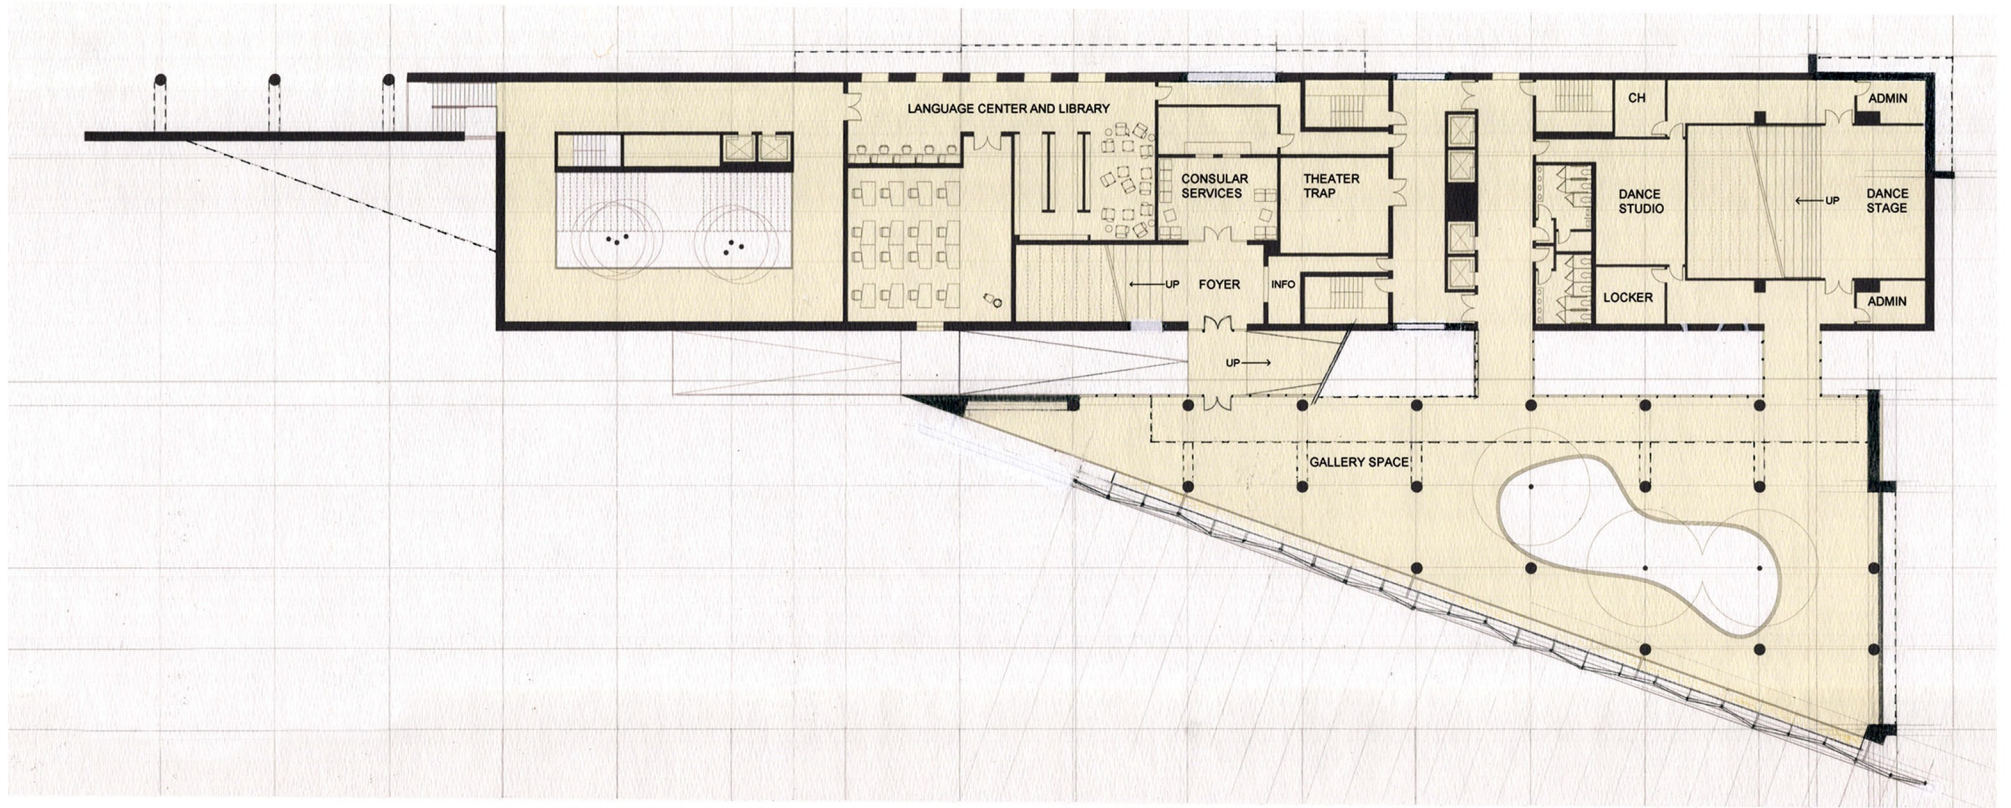 LANGUAGE CENTER AND LIBRARY
CH
ADMIN
CONSULAR
SERVICES
THEATER
TRAP
DANCE
STUDIO
UP
DANCE
STAGE
UP
FOYER
INFO
LOCKER
ADMIN
UP
GALLERY SPACE